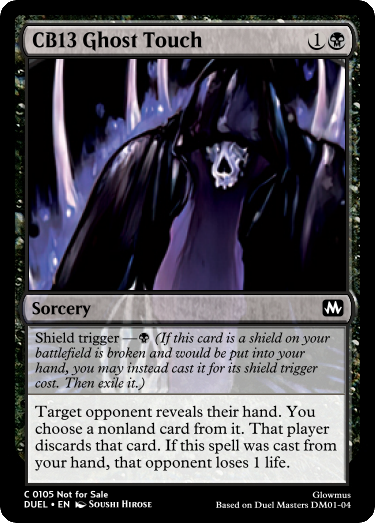 CB13 Ghost Touch 1
Sorcery
Shield trigger — (If this card is a shield on your
battlefield is broken and would be put into your
hand, you may instead cast it for its shield trigger
cost. Then exile it.)
Target opponent reveals their hand. You
choose a nonland card from it. That player
discards that card. If this spell was cast from
your hand, that opponent loses 1 life.
C 0105 Not for Sale
DUEL • EN Soushi Hirose
Glowmus
Based on Duel Masters DM01-04